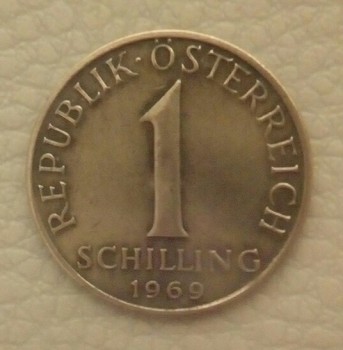 REPUBLIK · ÖSTERREICH
1
SCHILLING
1969